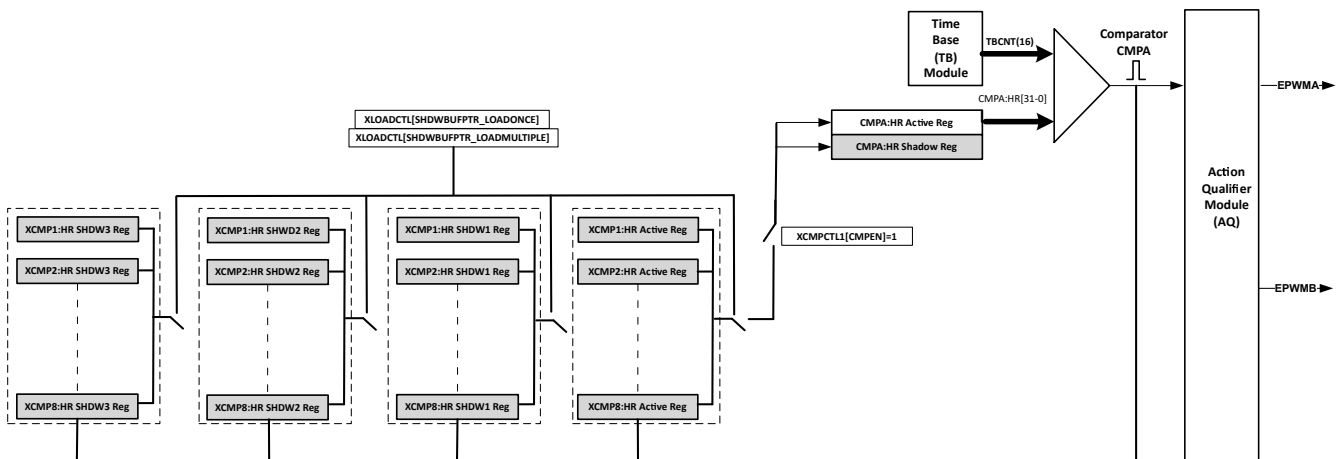 Time
Base
(TB)
Module
TBCNT(16)
Comparator
CMPA
CMPA:HR[31-0]
EPWMA
XLOADCTL[SHDWBUFPTR_LOADONCE]
XLOADCTL[SHDWBUFPTR_LOADMULTIPLE]
CMPA:HR Active Reg
CMPA:HR Shadow Reg
Action
Qualifier
Module
(AQ)
XCMP1:HR SHDW3 Reg
XCMP1:HR SHWD2 Reg
XCMP1:HR SHDW1 Reg
XCMP1:HR Active Reg
XCMPCTL1[CMPEN]=1
XCMP2:HR SHDW3 Reg
XCMP2:HR SHDW2 Reg
XCMP2:HR SHDW1 Reg
XCMP2:HR Active Reg
EPWMB
XCMP8:HR SHDW3 Reg
XCMP8:HR SHDW2 Reg
XCMP8:HR SHDW1 Reg
XCMP8:HR Active Reg